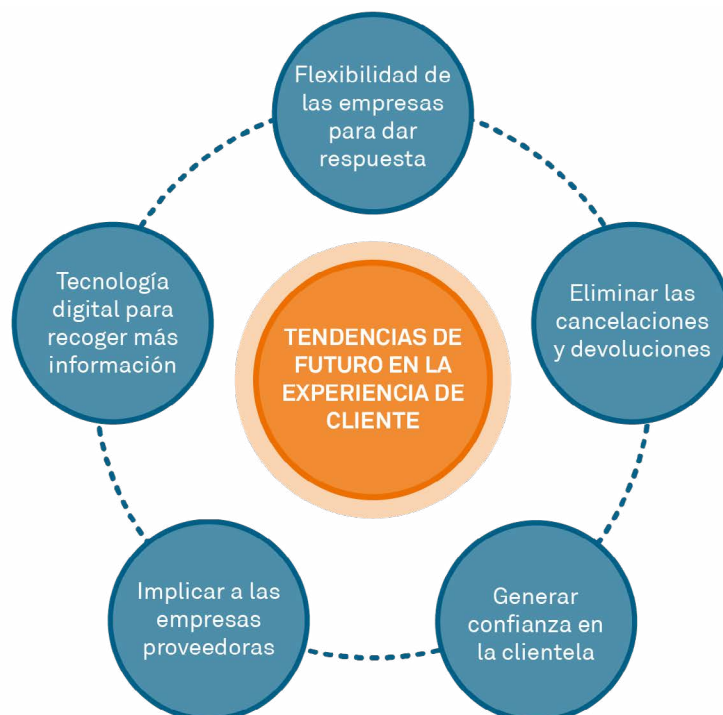 Flexibilidad de
las empresas
para dar
respuesta
Eliminar las
cancelaciones
y devoluciones
Generar
confianza en
la clientela
Implicar a las
empresas
proveedoras
Tecnología
digital para
recoger más
información
TENDENCIAS DE
FUTURO EN LA
EXPERIENCIA DE
CLIENTE